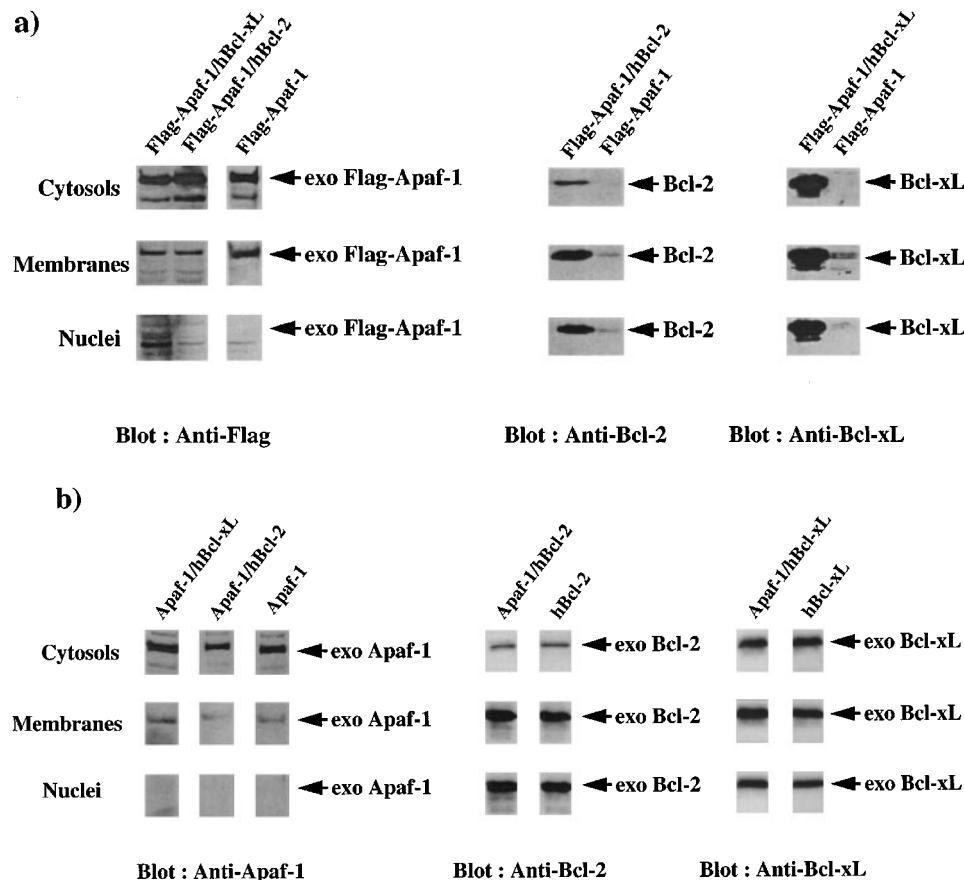 a)
Flag-Apaf-1/hBcl-xL
Flag-Apaf-1/hBcl-2
Flag-Apaf-1
Flag-Apaf-1/hBcl-2
Flag-Apaf-1
Flag-Apaf-1/hBcl-xL
Flag-Apaf-1
Cytosols exo Flag-Apaf-1 Bcl-2 Bcl-xL
Membranes exo Flag-Apaf-1 Bcl-2 Bcl-xL
Nuclei exo Flag-Apaf-1 Bcl-2 Bcl-xL
Blot : Anti-Flag Blot : Anti-Bcl-2 Blot : Anti-Bcl-xL
b)
Apaf-1/hBcl-xL
Apaf-1/hBcl-2
Apaf-1
Apaf-1/hBcl-2
hBcl-2
Apaf-1/hBcl-xL
hBcl-xL
Cytosols exo Apaf-1 exo Bcl-2 exo Bcl-xL
Membranes exo Apaf-1 exo Bcl-2 exo Bcl-xL
Nuclei exo Apaf-1 exo Bcl-2 exo Bcl-xL
Blot : Anti-Apaf-1 Blot : Anti-Bcl-2 Blot : Anti-Bcl-xL